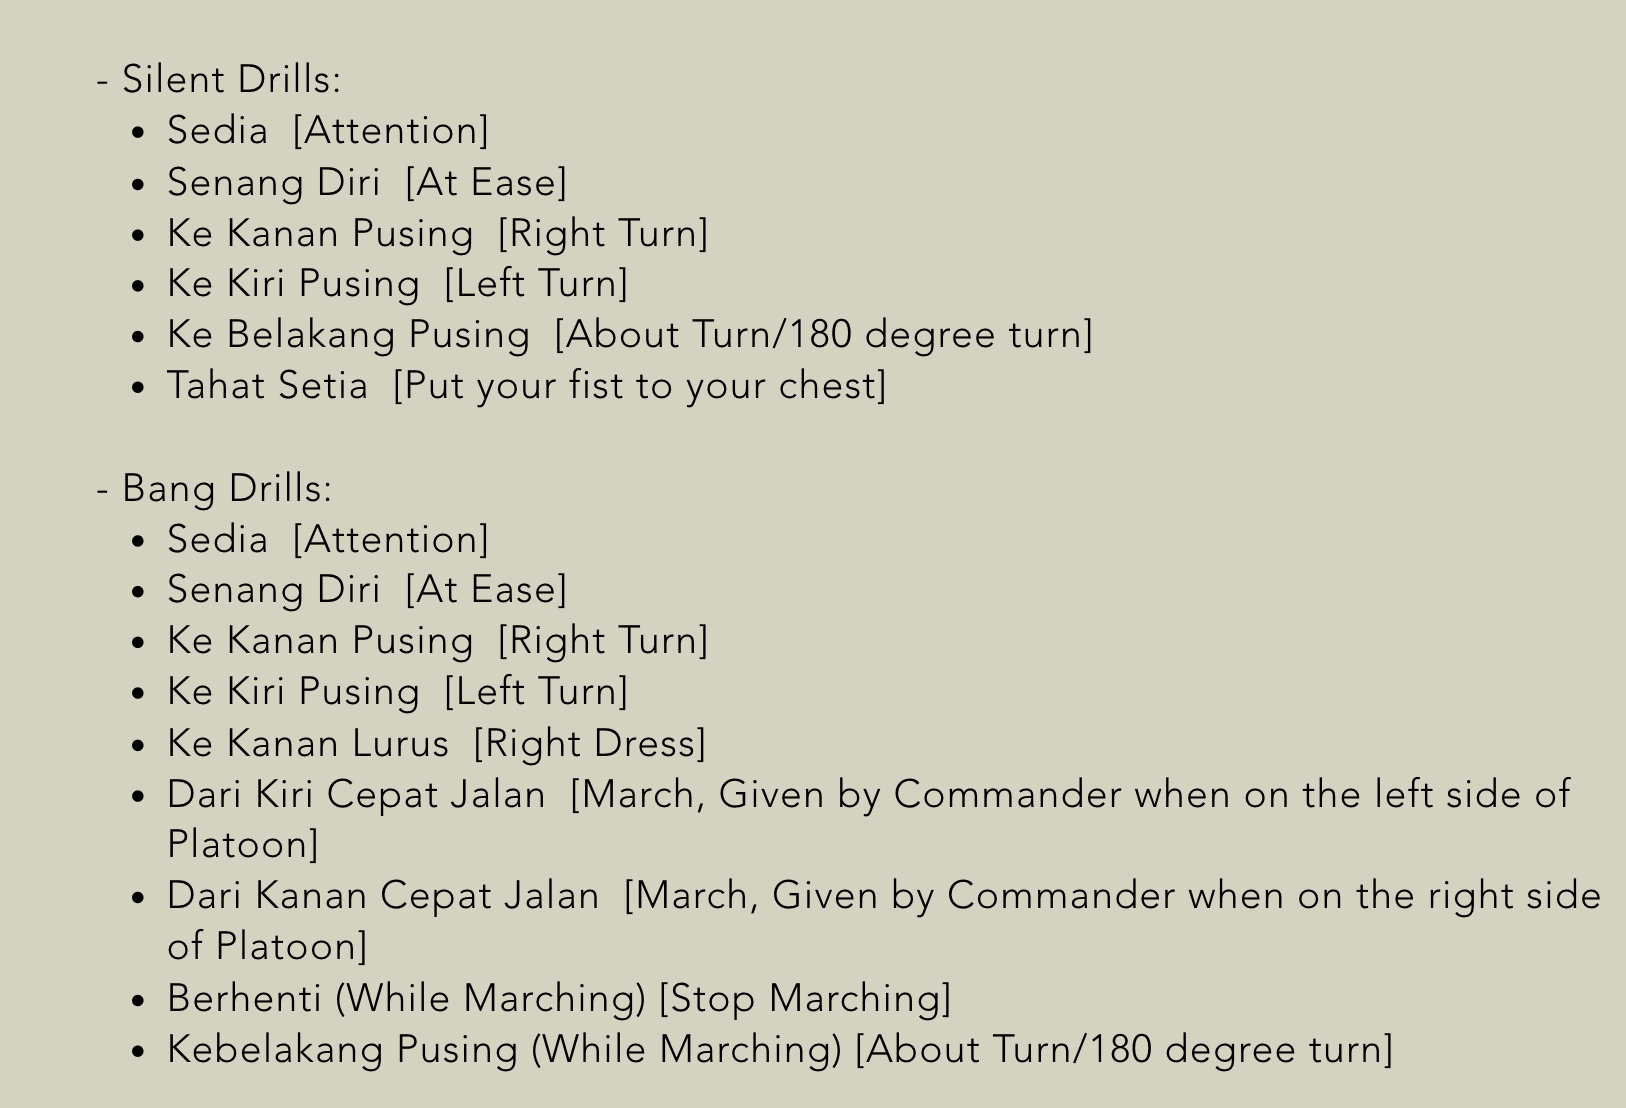 - Silent Drills:
• Sedia  [Attention]
• Senang Diri  [At Ease]
• Ke Kanan Pusing  [Right Turn]
• Ke Kiri Pusing  [Left Turn]
• Ke Belakang Pusing  [About Turn/180 degree turn]
• Tahat Setia  [Put your fist to your chest]
- Bang Drills:
• Sedia  [Attention]
• Senang Diri  [At Ease]
• Ke Kanan Pusing  [Right Turn]
• Ke Kiri Pusing  [Left Turn]
• Ke Kanan Lurus  [Right Dress]
• Dari Kiri Cepat Jalan  [March, Given by Commander when on the left side of
Platoon]
• Dari Kanan Cepat Jalan  [March, Given by Commander when on the right side
of Platoon]
• Berhenti (While Marching) [Stop Marching]
• Kebelakang Pusing (While Marching) [About Turn/180 degree turn]